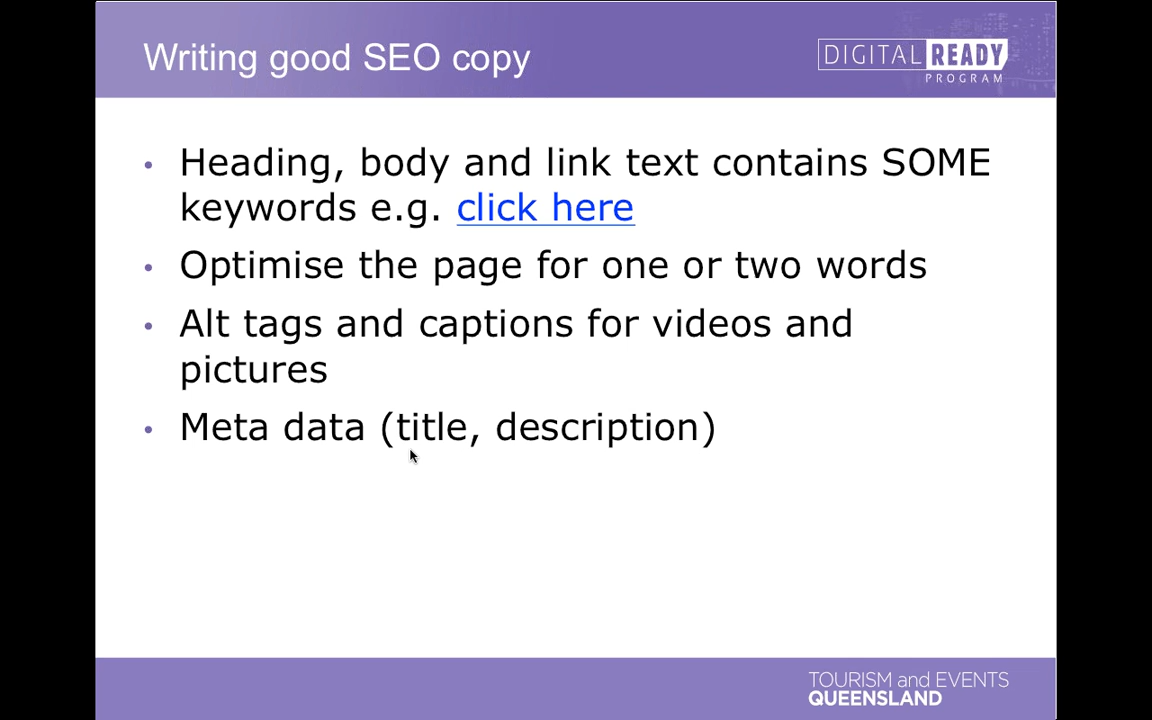 Writing good SEO copy
DIGITAL READY
PROGRAM
• Heading, body and link text contains SOME
keywords e.g. click here
• Optimise the page for one or two words
• Alt tags and captions for videos and
pictures
• Meta data (title, description)
TOURISM and EVENTS
QUEENSLAND